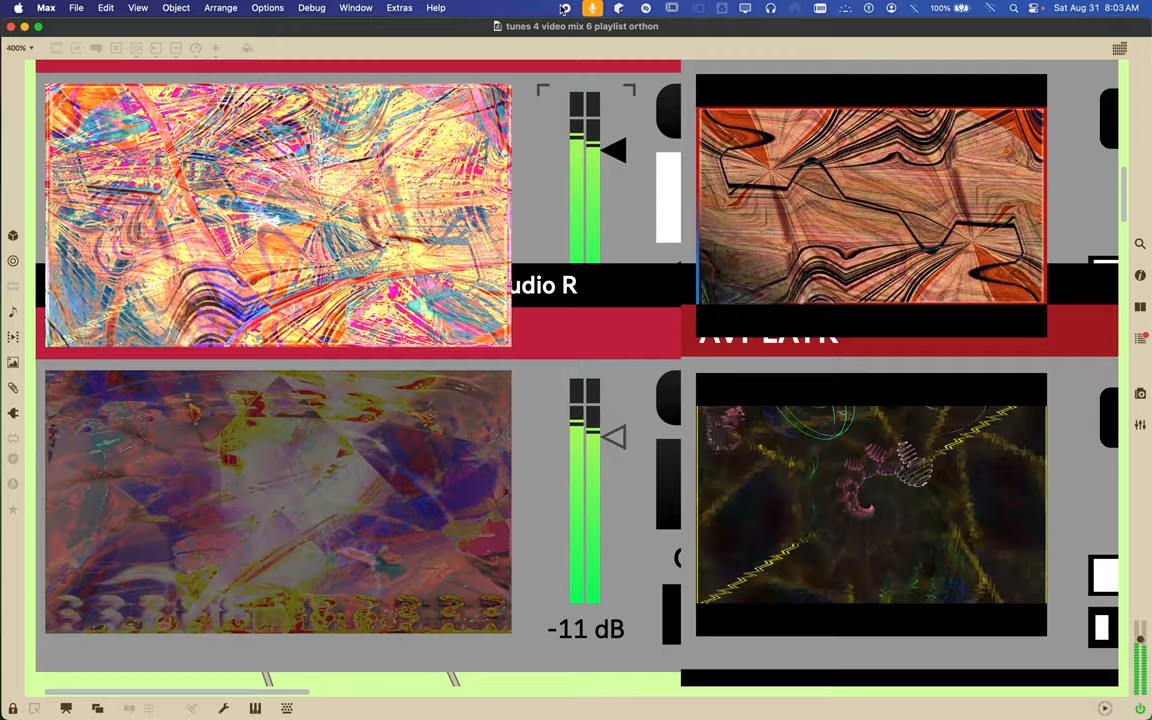 Max File Edit View Object Arrange Options Debug Window Extras Help 100% Sat Aug 31 8:03 AM
tunes 4 video mix 6 playlist orthon
400%
udio R
-11 dB